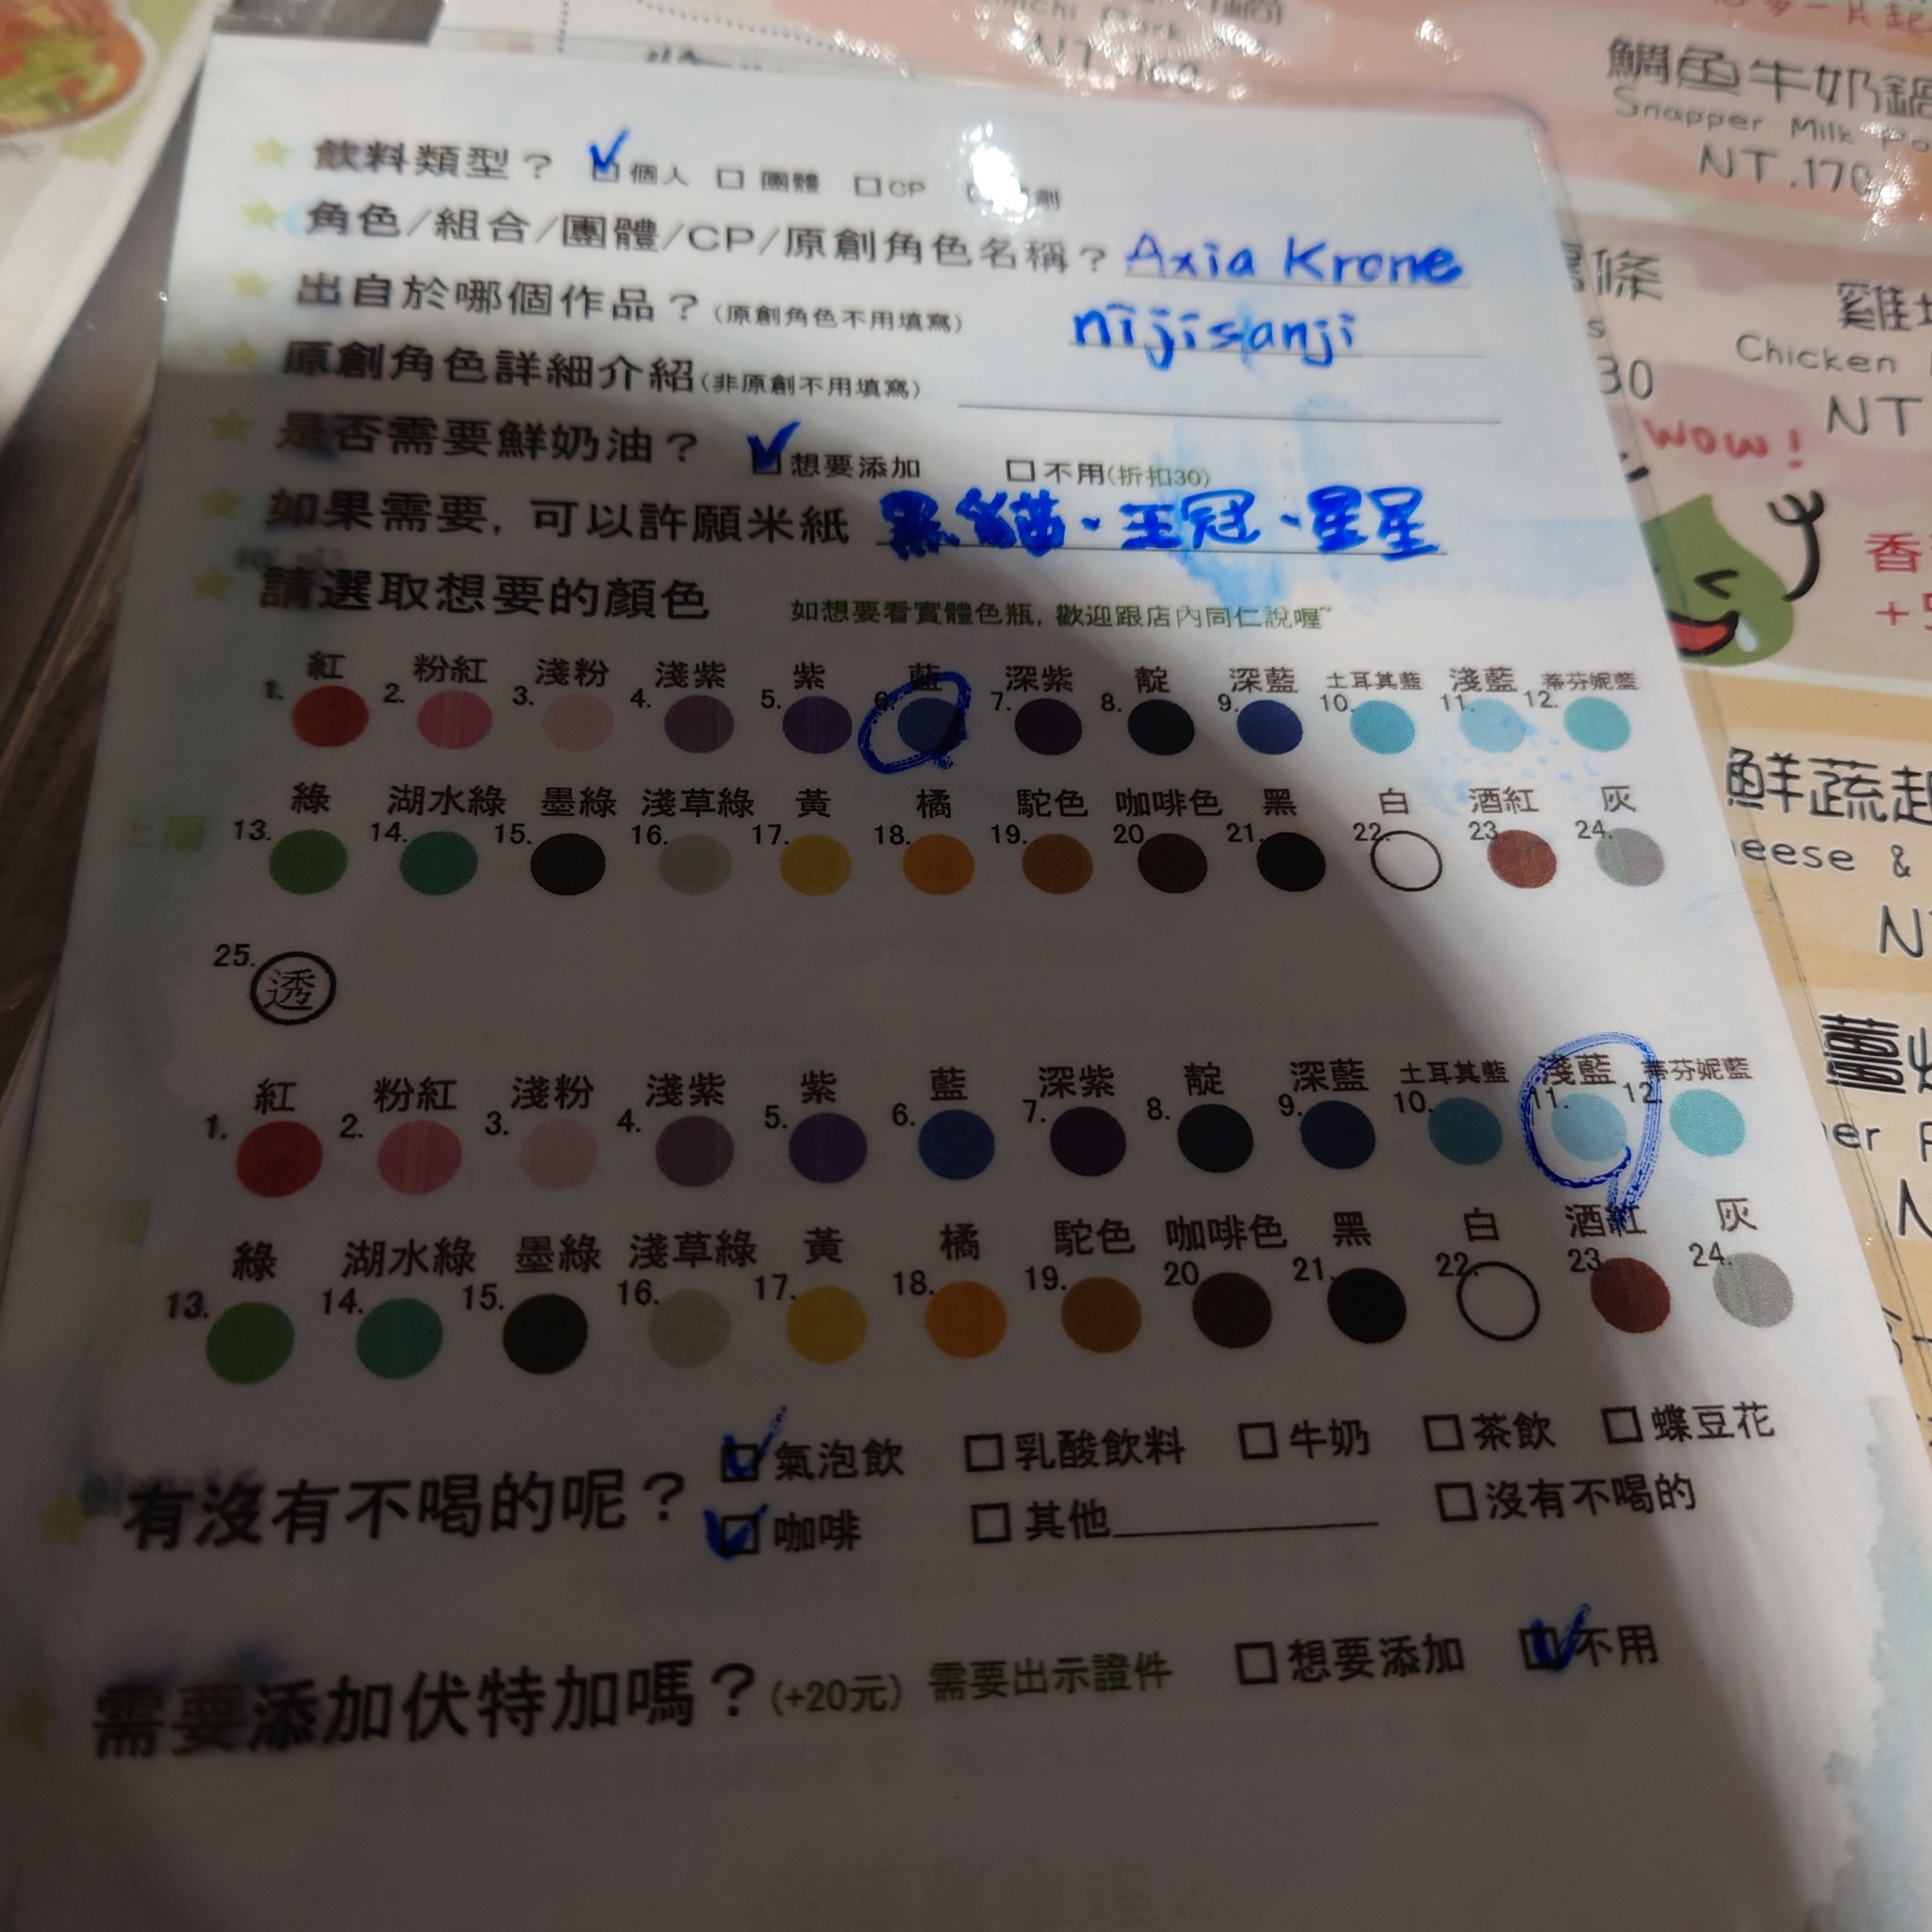 NT.160
鯛魚牛奶鍋
Snapper Milk Po
NT.170
Chicken
30
NT
wow!
鮮蔬起
eese &
飲料類型？ 個人 團體 CP 創
角色/組合/團體/CP/原創角色名稱？ Axia Krone
出自於哪個作品？(原創角色不用填寫) nijisanji
原創角色詳細介紹(非原創不用填寫)
是否需要鮮奶油？ 想要添加 不用(折扣30)
如果需要，可以許願米紙 黑貓、王冠、星星
請選取想要的顏色 如想要看實體色瓶，歡迎跟店內同仁說喔~
紅 粉紅 淺粉 淺紫 紫 藍 深紫 靛 深藍 土耳其藍 淺藍 蒂芬妮藍
1. 2. 3. 4. 5. 6. 7. 8. 9. 10. 11. 12.
上層
綠 湖水綠 墨綠 淺草綠 黃 橘 駝色 咖啡色 黑 白 酒紅 灰
13. 14. 15. 16. 17. 18. 19. 20. 21. 22. 23. 24.
25. 透
紅 粉紅 淺粉 淺紫 紫 藍 深紫 靛 深藍 土耳其藍 淺藍 蒂芬妮藍
1. 2. 3. 4. 5. 6. 7. 8. 9. 10. 11. 12.
綠 湖水綠 墨綠 淺草綠 黃 橘 駝色 咖啡色 黑 白 酒紅 灰
13. 14. 15. 16. 17. 18. 19. 20. 21. 22. 23. 24.
有沒有不喝的呢？ 氣泡飲 乳酸飲料 牛奶 茶飲 蝶豆花
咖啡 其他 沒有不喝的
需要添加伏特加嗎？(+20元) 需要出示證件 想要添加 不用